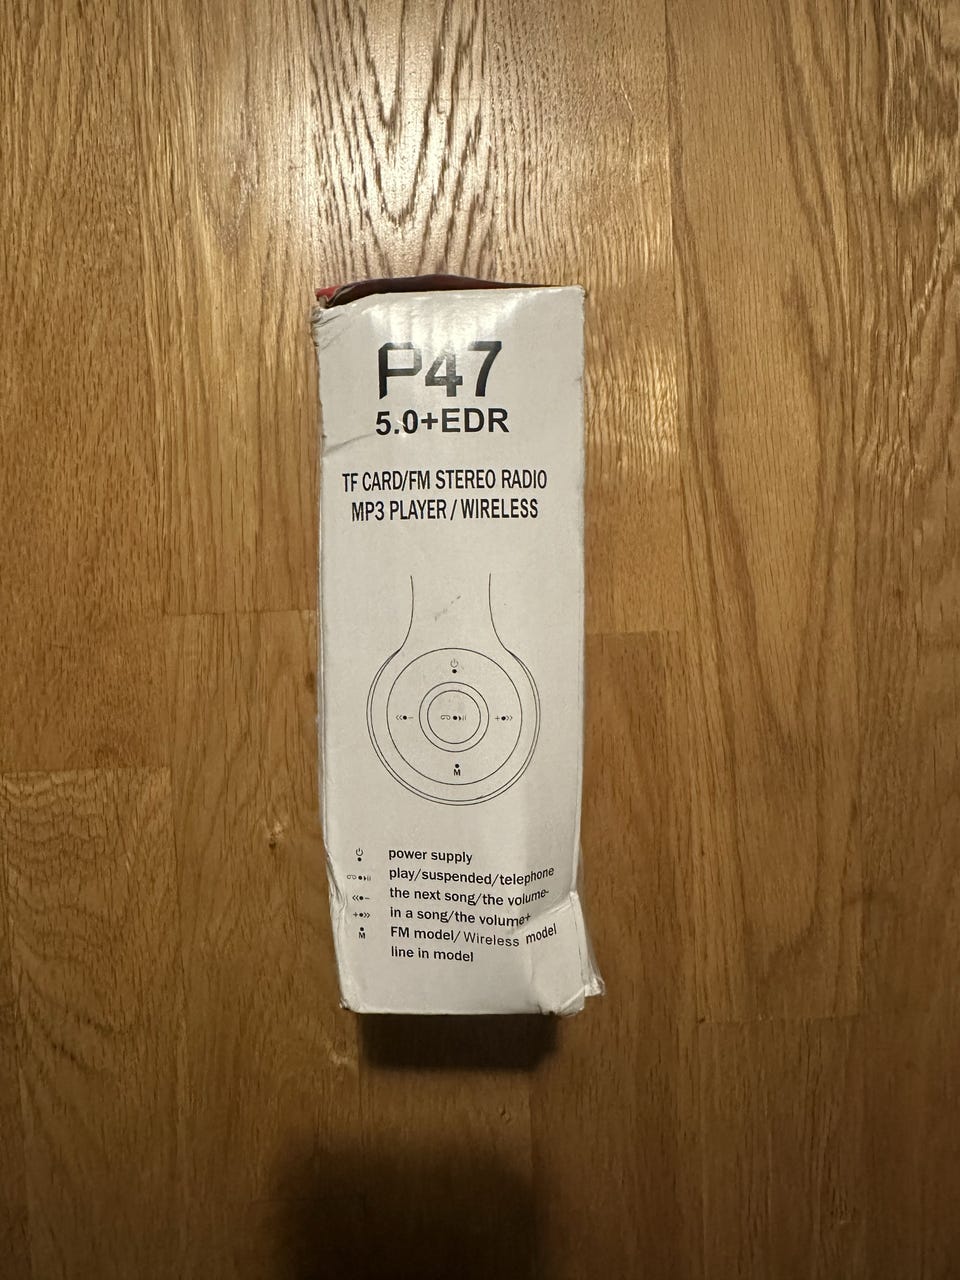 P47
5.0+EDR
TF CARD/FM STEREO RADIO
MP3 PLAYER / WIRELESS
M
power supply
play/suspended/telephone
the next song/the volume-
in a song/the volume+
M FM model/ Wireless model
line in model